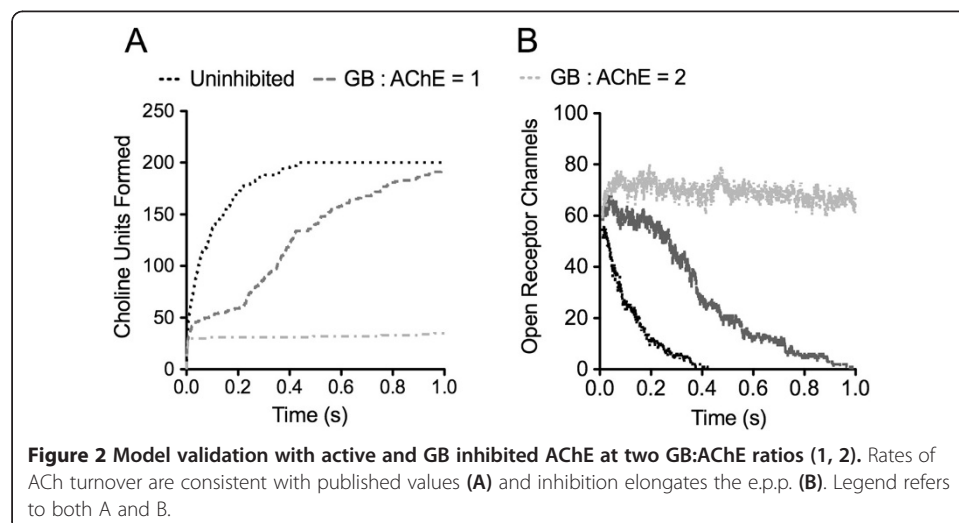 A
B
Uninhibited
GB : AChE = 1
GB : AChE = 2
Choline Units Formed
250
200
150
100
50
0
0.0 0.2 0.4 0.6 0.8 1.0
Time (s)
Open Receptor Channels
100
80
60
40
20
0
0.0 0.2 0.4 0.6 0.8 1.0
Time (s)
Figure 2 Model validation with active and GB inhibited AChE at two GB:AChE ratios (1, 2). Rates of
ACh turnover are consistent with published values (A) and inhibition elongates the e.p.p. (B). Legend refers
to both A and B.